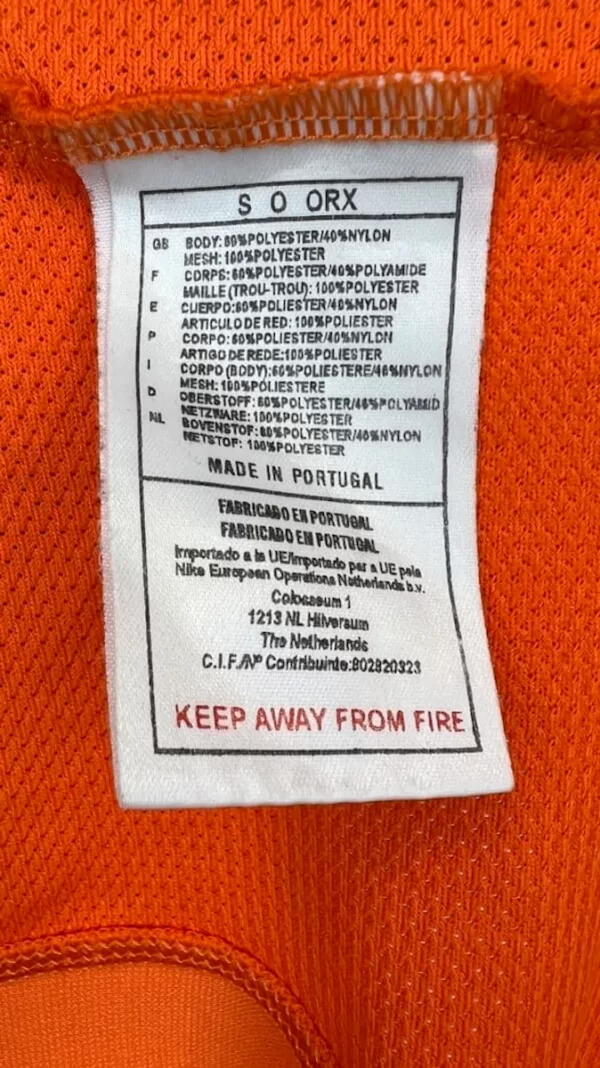 S O ORX
GB BODY:60%POLYESTER/40%NYLON
MESH:100%POLYESTER
F CORPS:60%POLYESTER/40%POLYAMIDE
MAILLE (TROU-TROU):100%POLYESTER
E CUERPO:60%POLIESTER/40%NYLON
ARTICULO DE RED:100%POLIESTER
P CORPO:60%POLIESTER/40%NYLON
ARTIGO DE REDE:100%POLIESTER
I CORPO (BODY):60%POLIESTERE/40%NYLON
MESH:100%POLIESTERE
D OBERSTOFF:60%POLYESTER/40%POLYAMID
NETZWARE:100%POLYESTER
NL BOVENSTOF:60%POLYESTER/40%NYLON
NETSTOF:100%POLYESTER
MADE IN PORTUGAL
FABRICADO EN PORTUGAL
FABRICADO EM PORTUGAL
Importado a la UE/Importado par a UE pela
Nike European Operations Netherlands b.v.
Colosseum 1
1213 NL Hilversum
The Netherlands
C.I.F./Nº Contribuinte:802820323
KEEP AWAY FROM FIRE